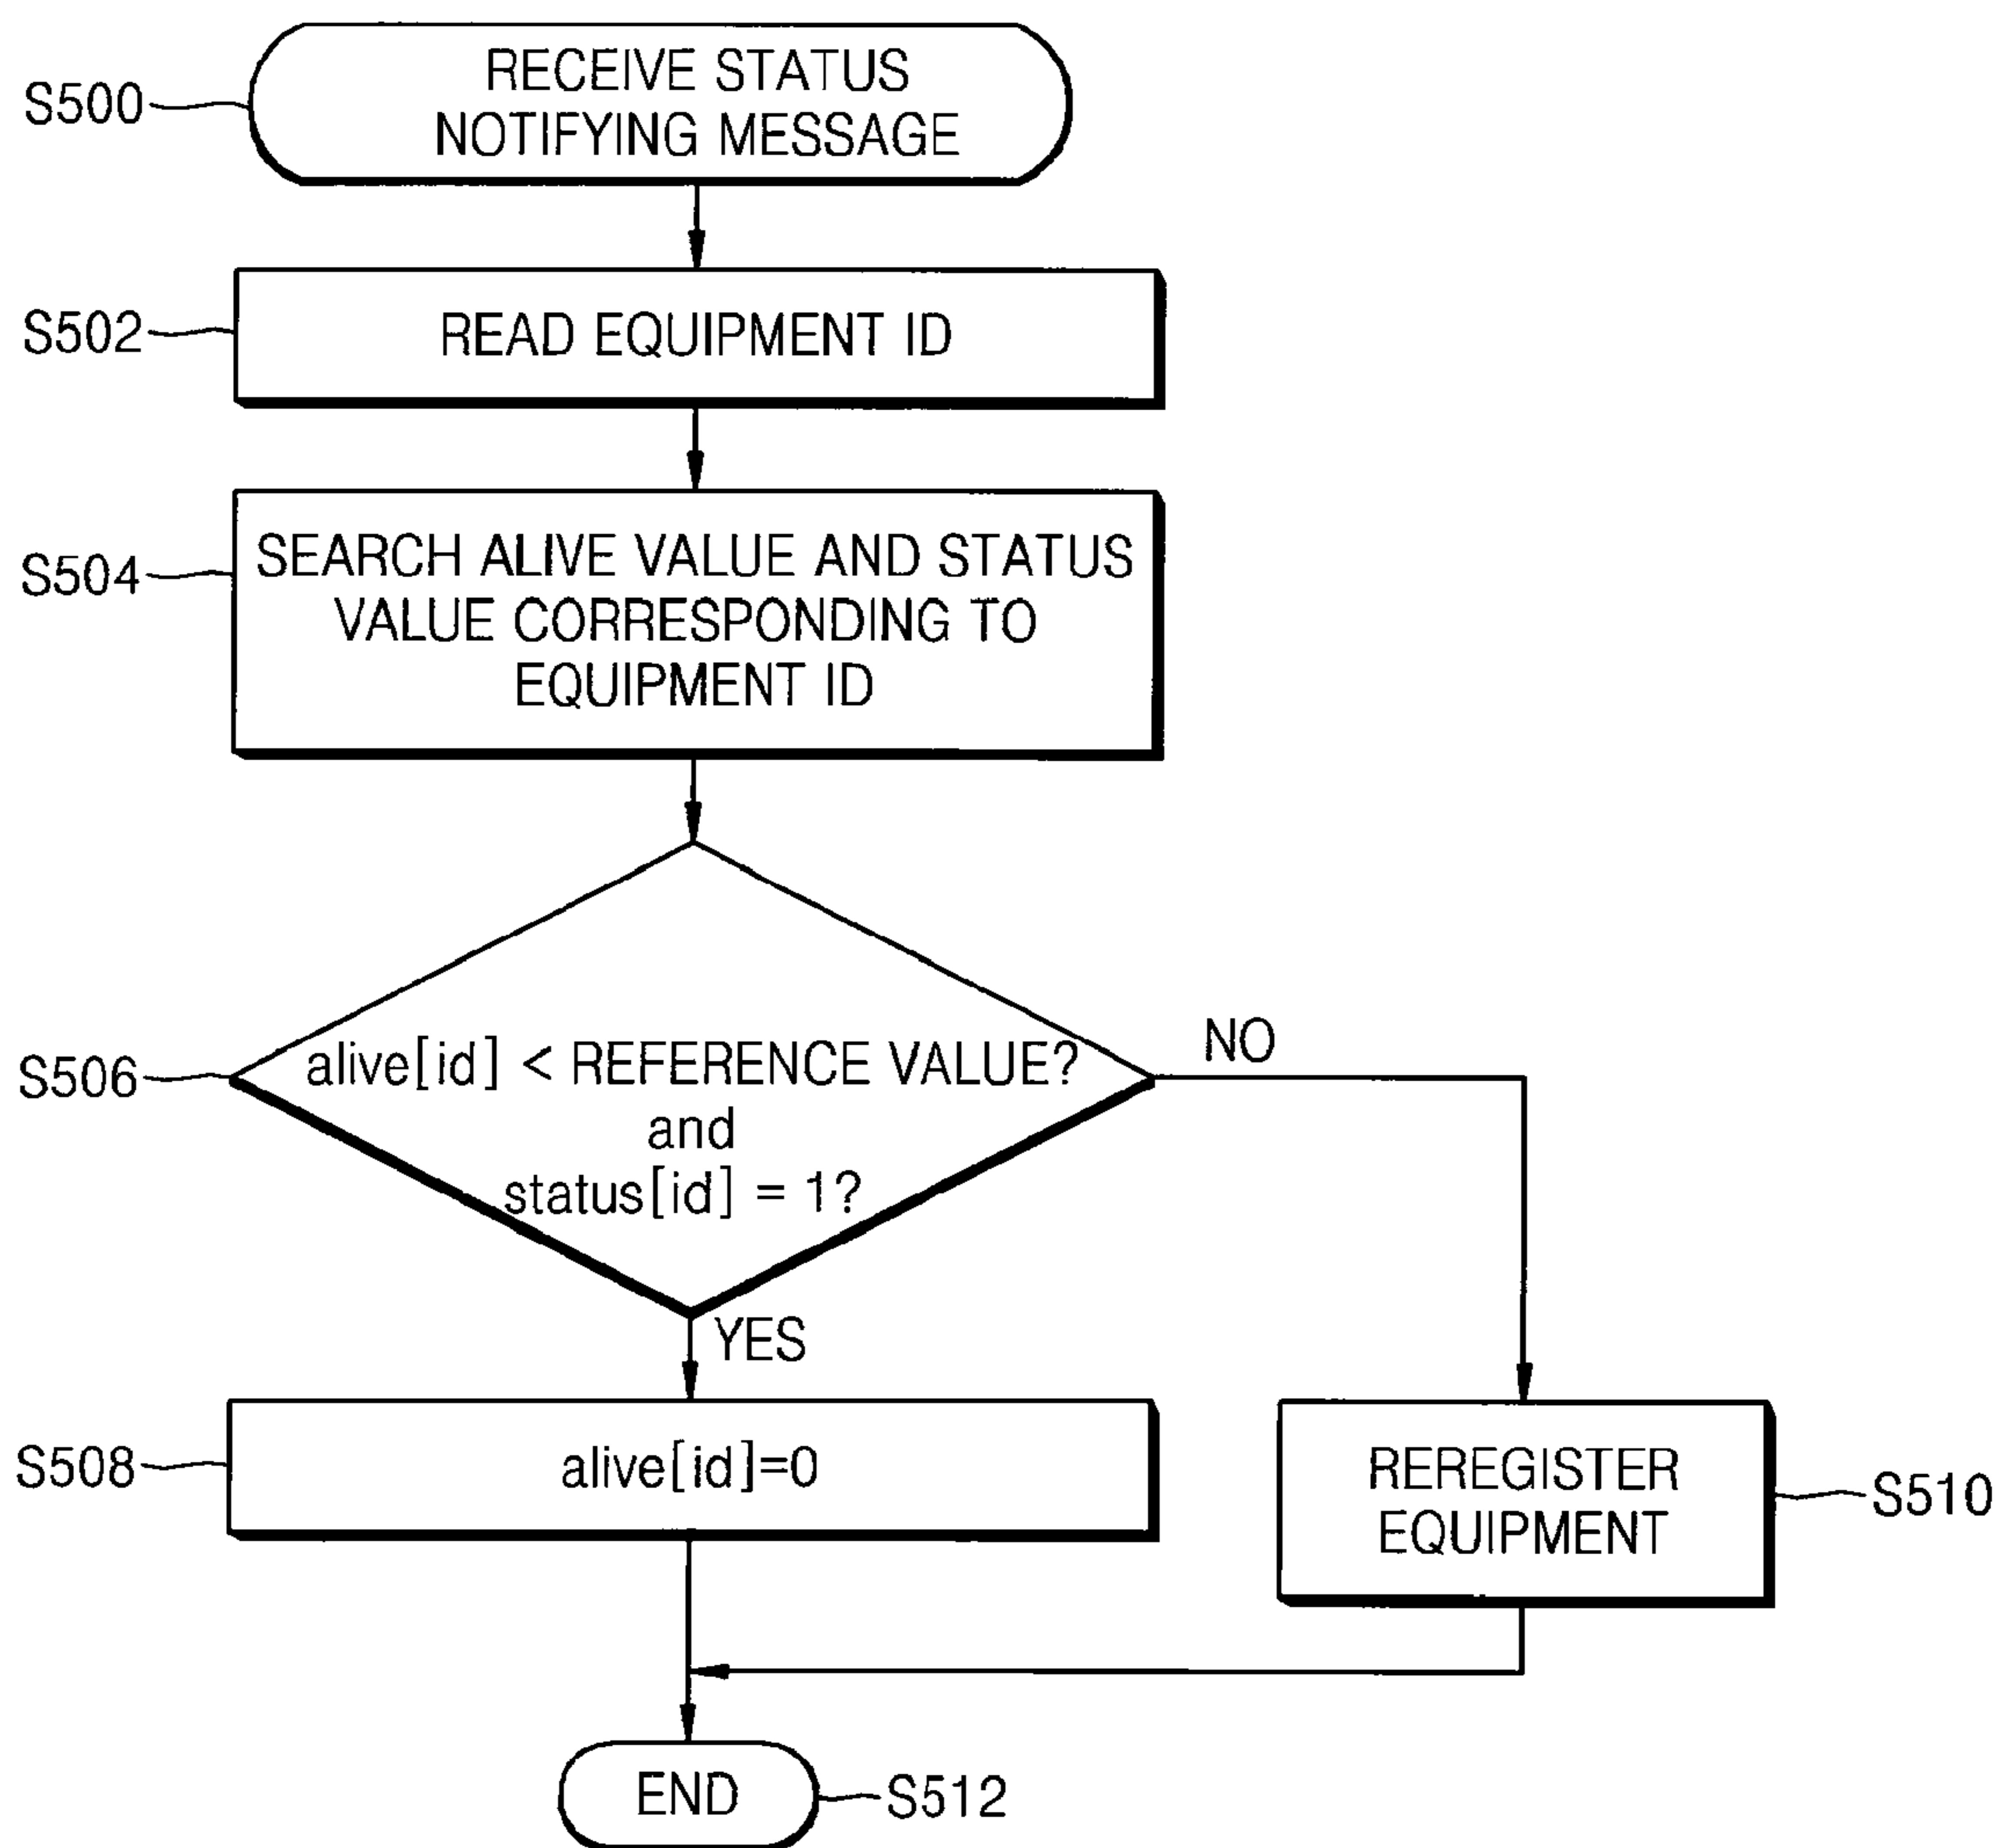 S500
RECEIVE STATUS
NOTIFYING MESSAGE
S502
READ EQUIPMENT ID
S504
SEARCH ALIVE VALUE AND STATUS
VALUE CORRESPONDING TO
EQUIPMENT ID
S506
alive[id] < REFERENCE VALUE?
and
status[id] = 1?
NO
YES
S508
alive[id]=0
REREGISTER
EQUIPMENT
S510
END
S512